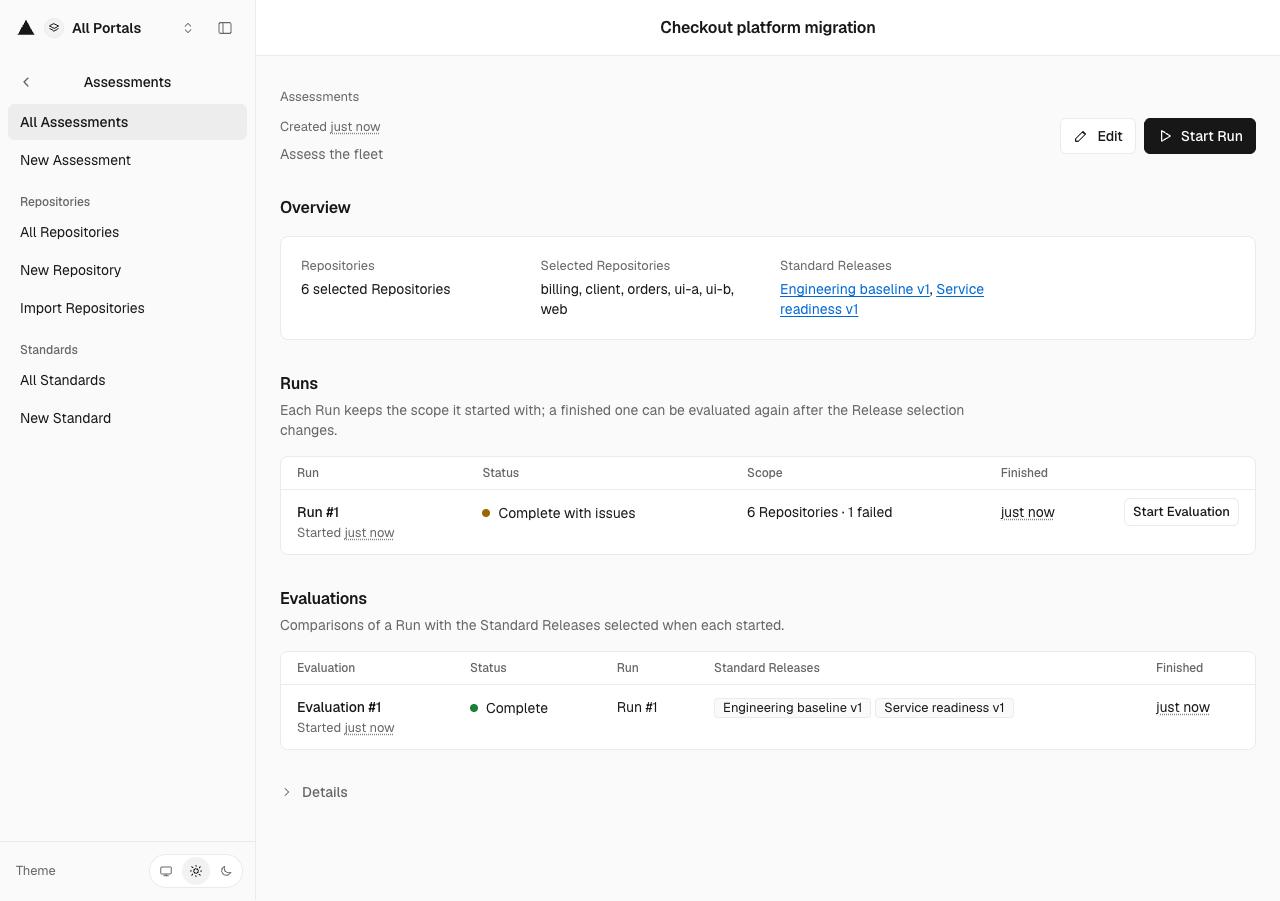 All Portals
Checkout platform migration
Assessments
All Assessments
New Assessment
Repositories
All Repositories
New Repository
Import Repositories
Standards
All Standards
New Standard
Theme
Assessments
Created just now
Assess the fleet
Edit
Start Run
Overview
Repositories
6 selected Repositories
Selected Repositories
billing, client, orders, ui-a, ui-b,
web
Standard Releases
Engineering baseline v1, Service
readiness v1
Runs
Each Run keeps the scope it started with; a finished one can be evaluated again after the Release selection
changes.
Run Status Scope Finished
Run #1 Complete with issues 6 Repositories · 1 failed just now Start Evaluation
Started just now
Evaluations
Comparisons of a Run with the Standard Releases selected when each started.
Evaluation Status Run Standard Releases Finished
Evaluation #1 Complete Run #1 Engineering baseline v1 Service readiness v1 just now
Started just now
Details